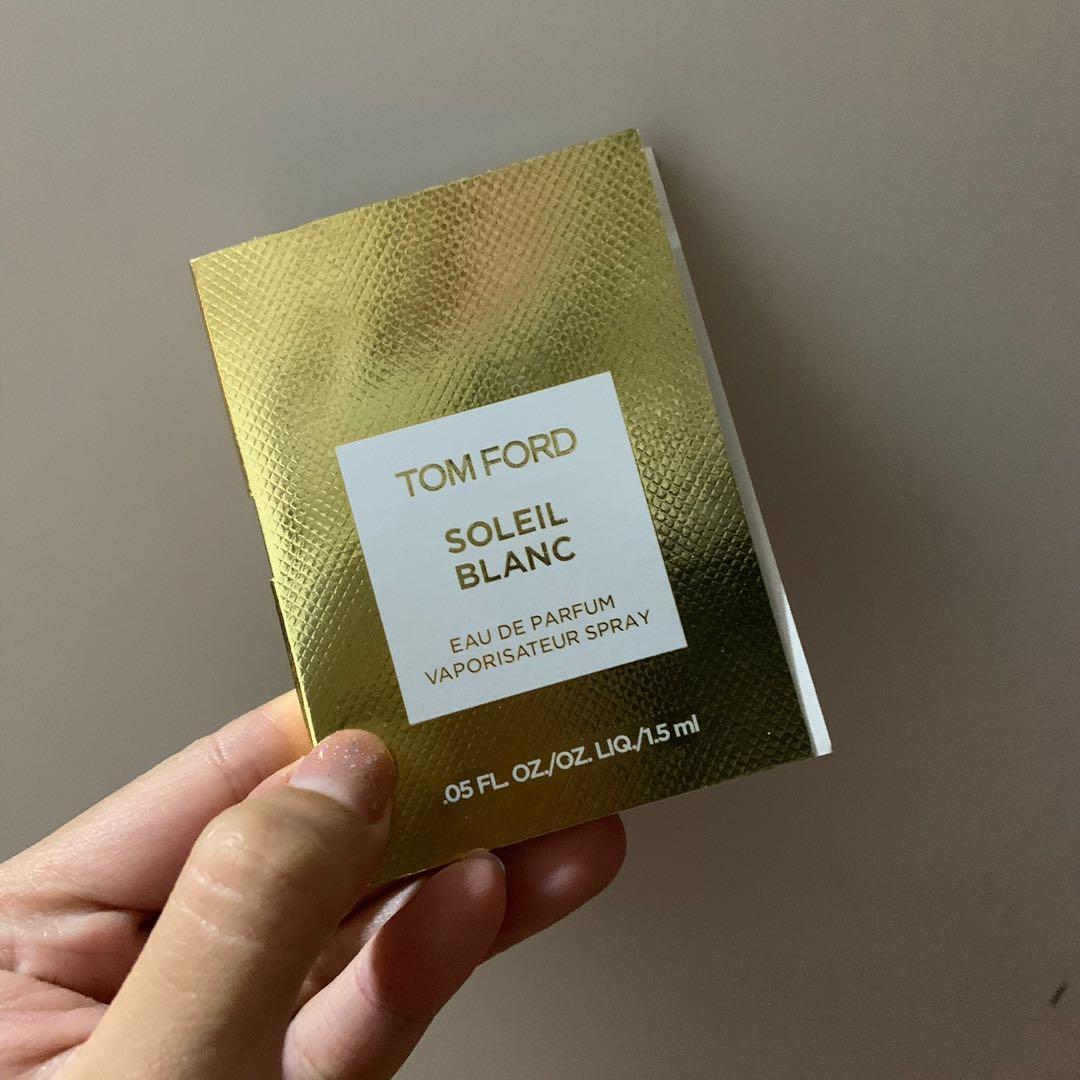 TOM FORD
SOLEIL
BLANC
EAU DE PARFUM
VAPORISATEUR SPRAY
.05 FL. OZ./OZ. LIQ./1.5 ml